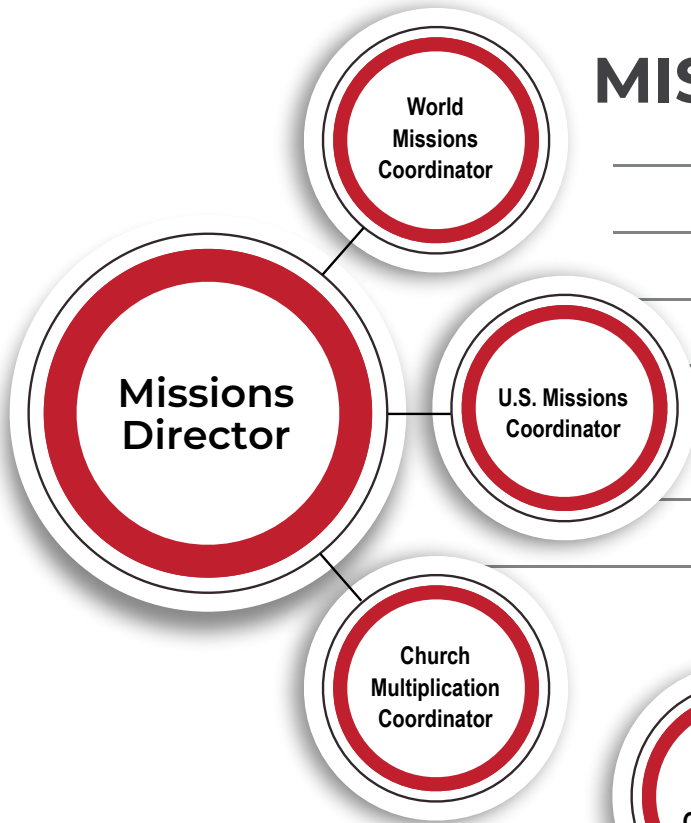 MIS
World
Missions
Coordinator
Missions
Director
U.S. Missions
Coordinator
Church
Multiplication
Coordinator